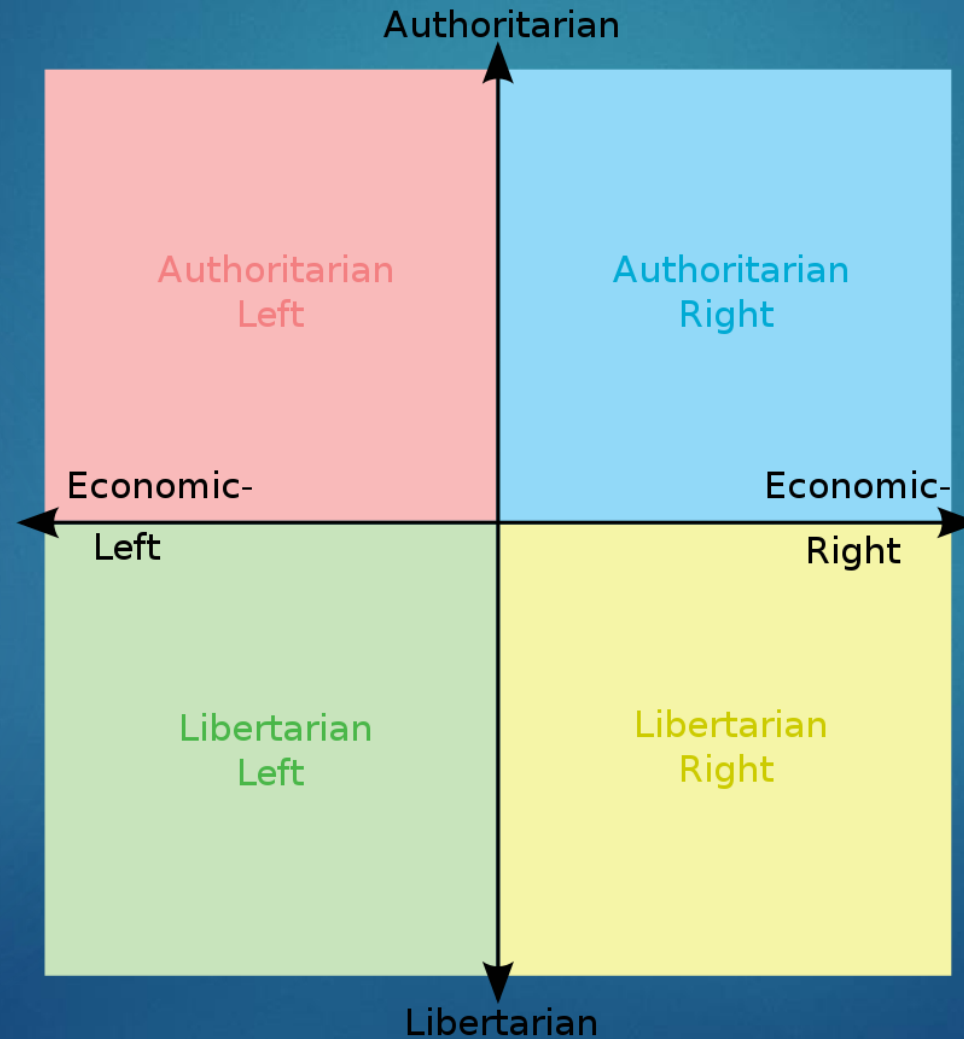 Authoritarian
Authoritarian
Left
Authoritarian
Right
Economic-
Left
Economic-
Right
Libertarian
Left
Libertarian
Right
Libertarian